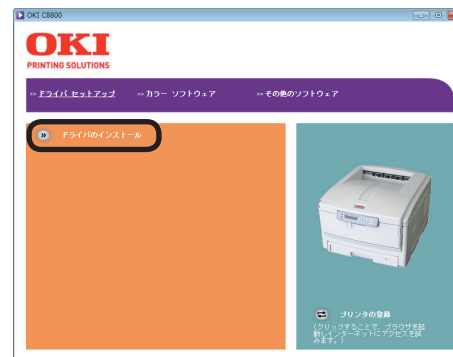 OKI C8800
OKI
PRINTING SOLUTIONS
>> ドライバ セットアップ >> カラー ソフトウェア >> その他のソフトウェア
ドライバのインストール
プリンタの登録
(クリックすることで、ブラウザを起
動しインターネットにアクセスを試
みます。)